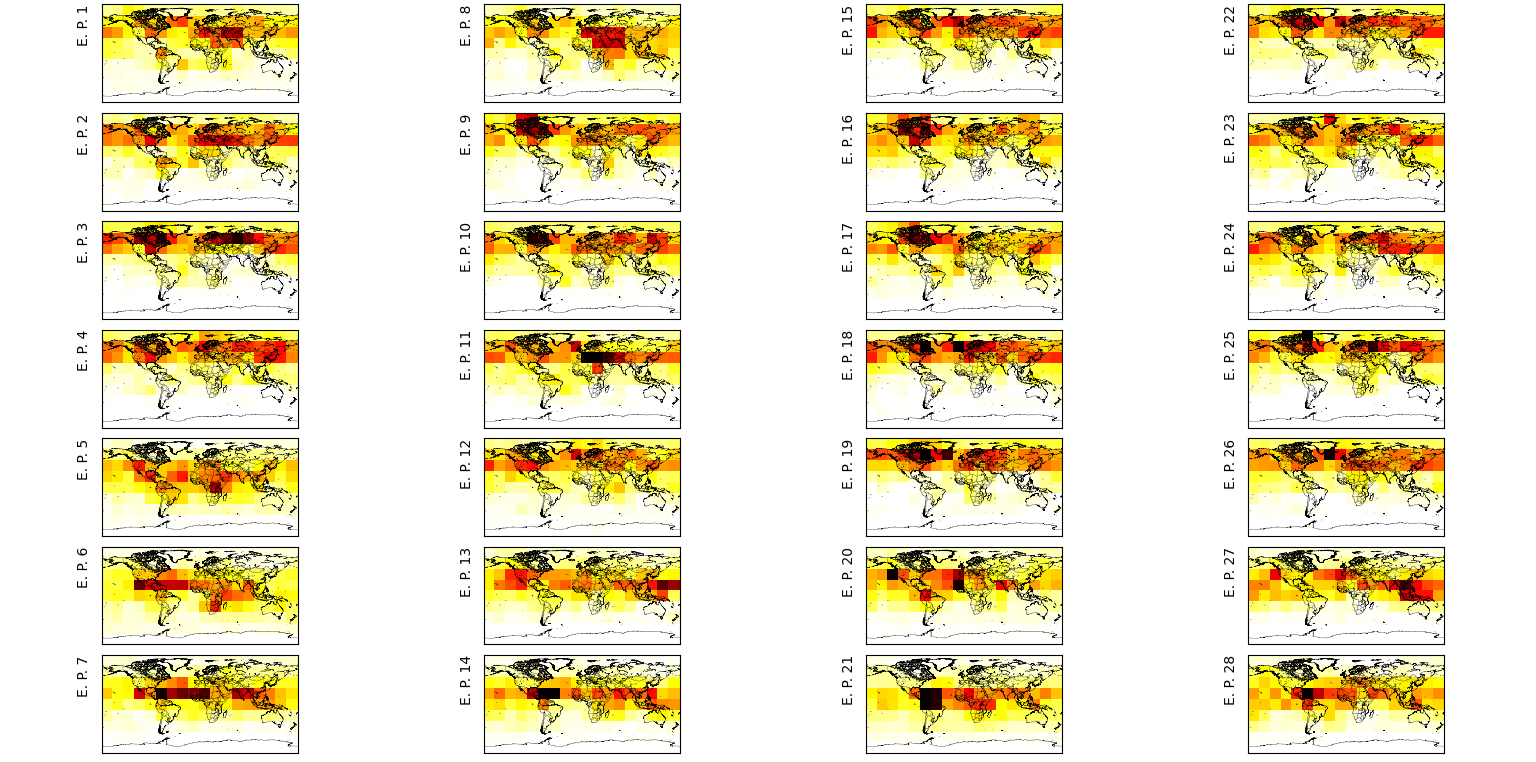 E. P. 1
E. P. 8
E. P. 15
E. P. 22
E. P. 2
E. P. 9
E. P. 16
E. P. 23
E. P. 3
E. P. 10
E. P. 17
E. P. 24
E. P. 4
E. P. 11
E. P. 18
E. P. 25
E. P. 5
E. P. 12
E. P. 19
E. P. 26
E. P. 6
E. P. 13
E. P. 20
E. P. 27
E. P. 7
E. P. 14
E. P. 21
E. P. 28